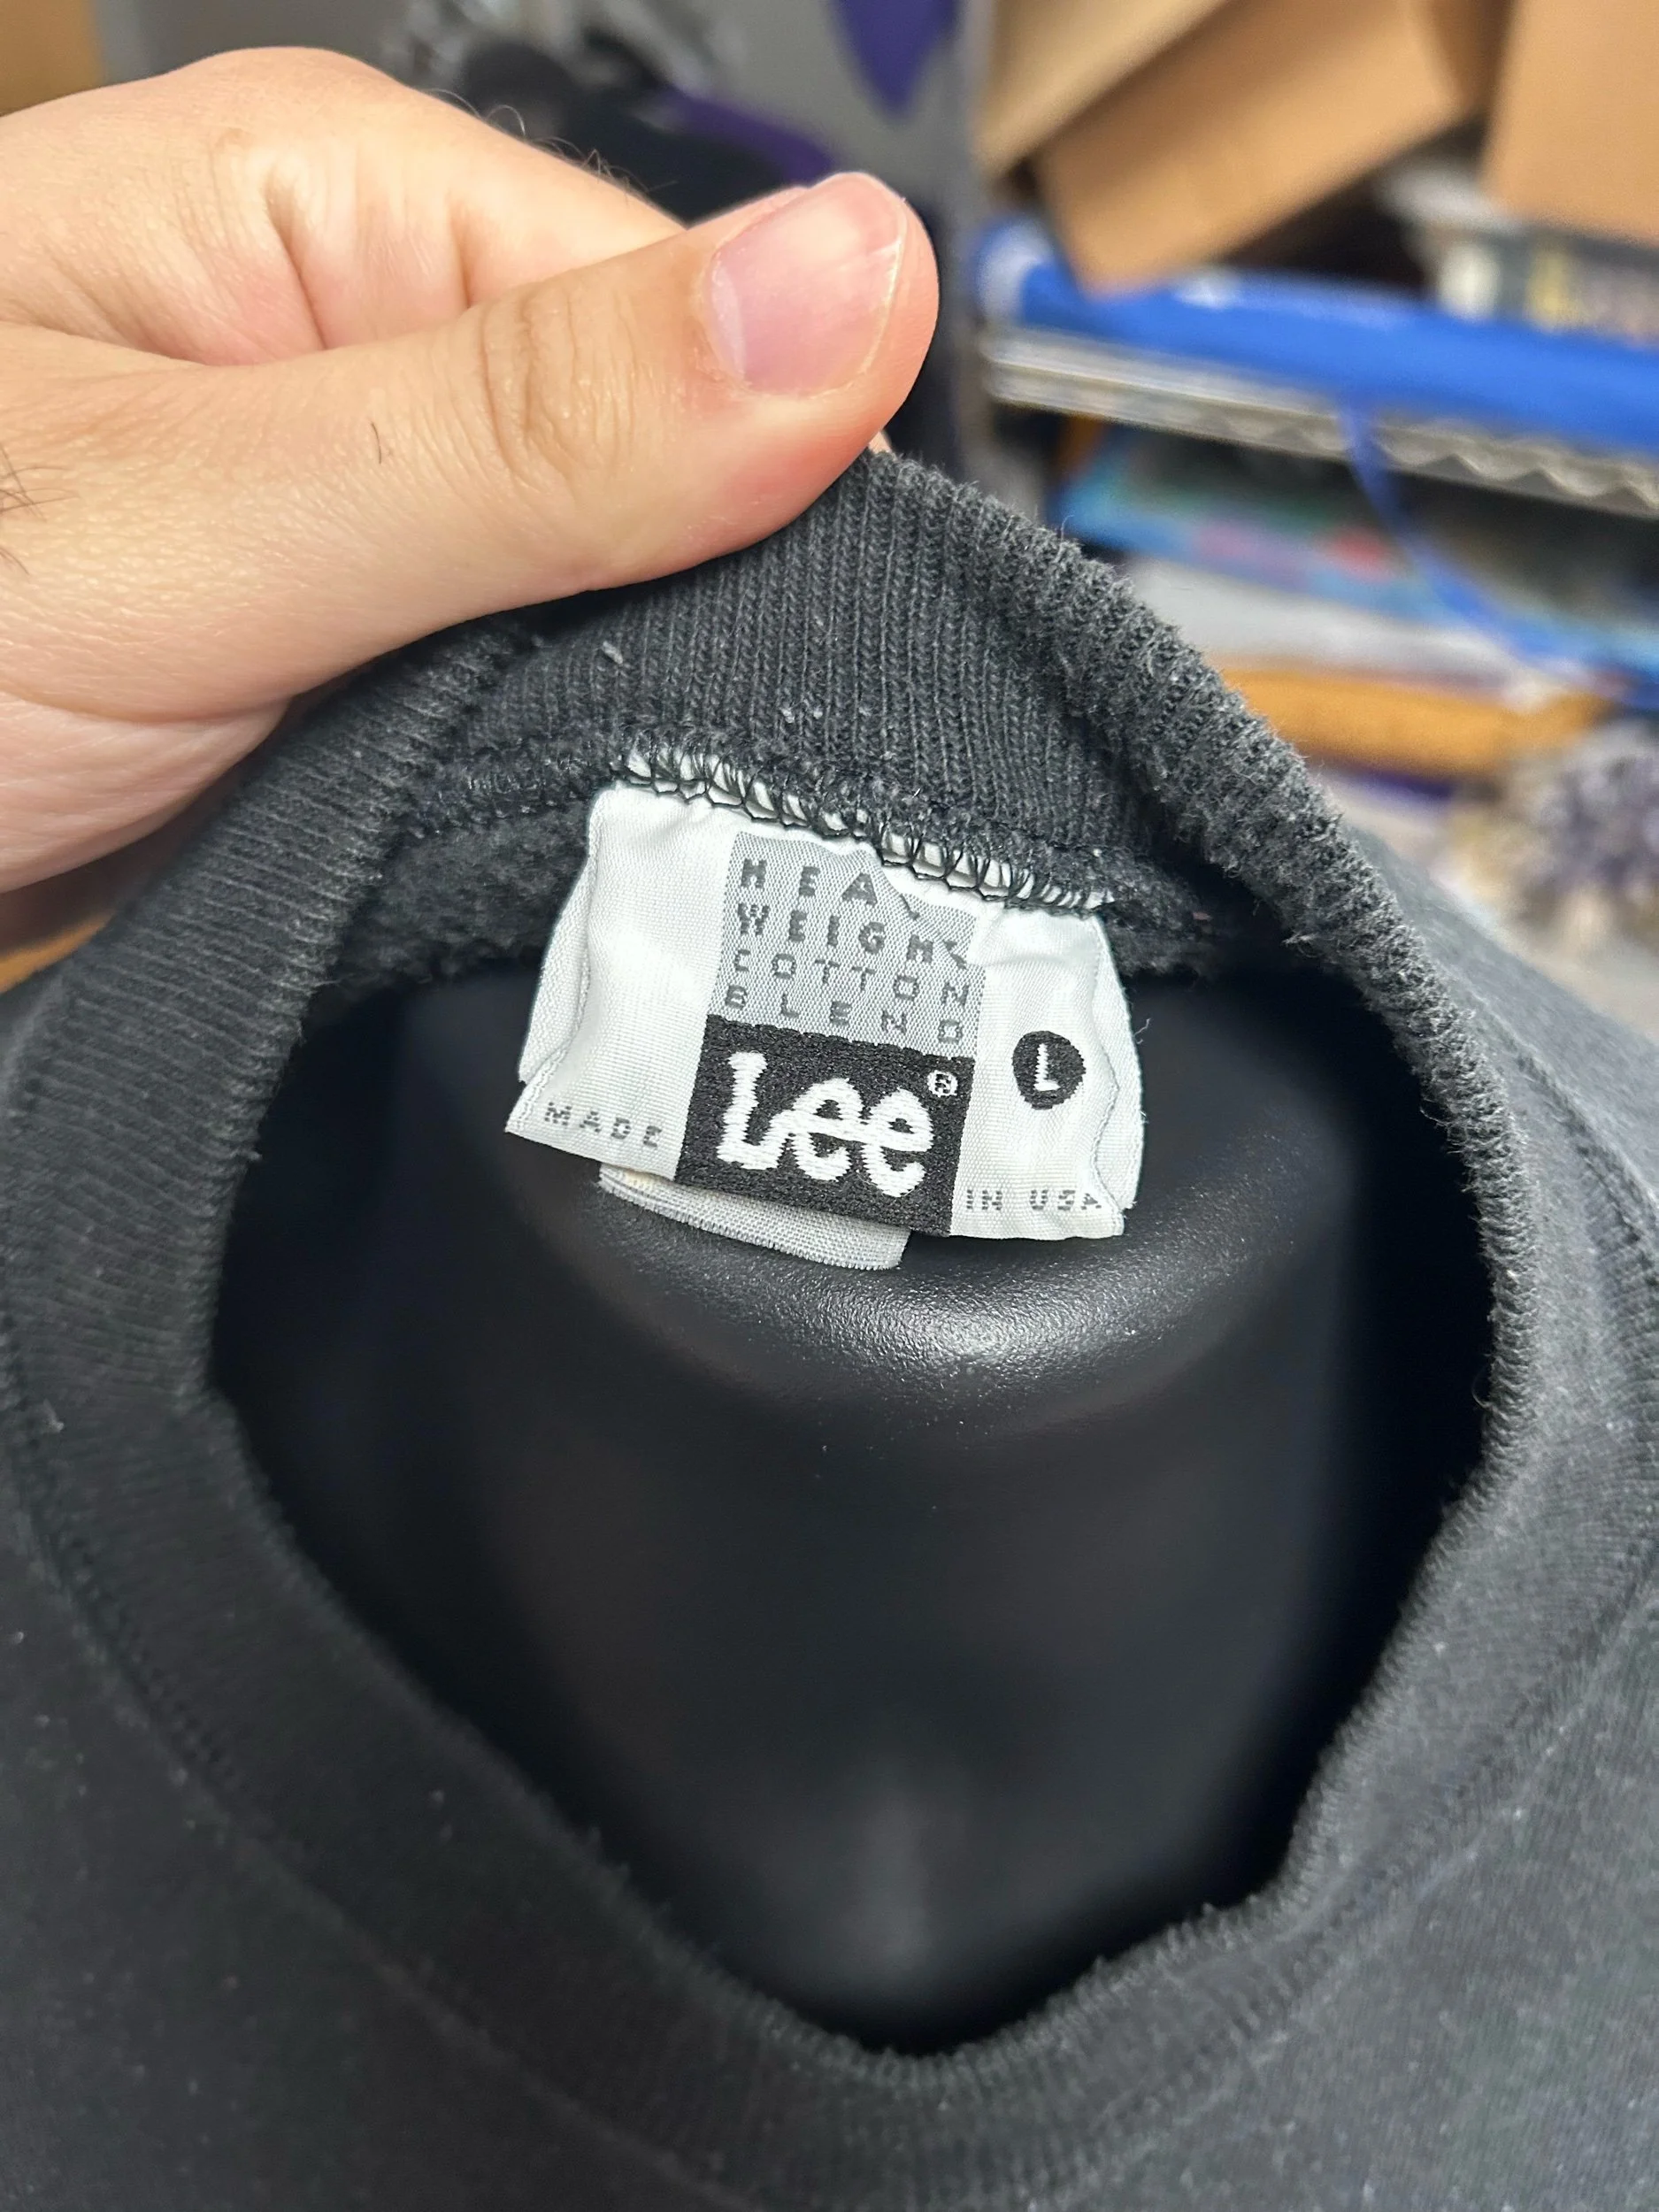 HEAVY
WEIGHT
COTTON
BLEND
Lee®
L
MADE IN USA